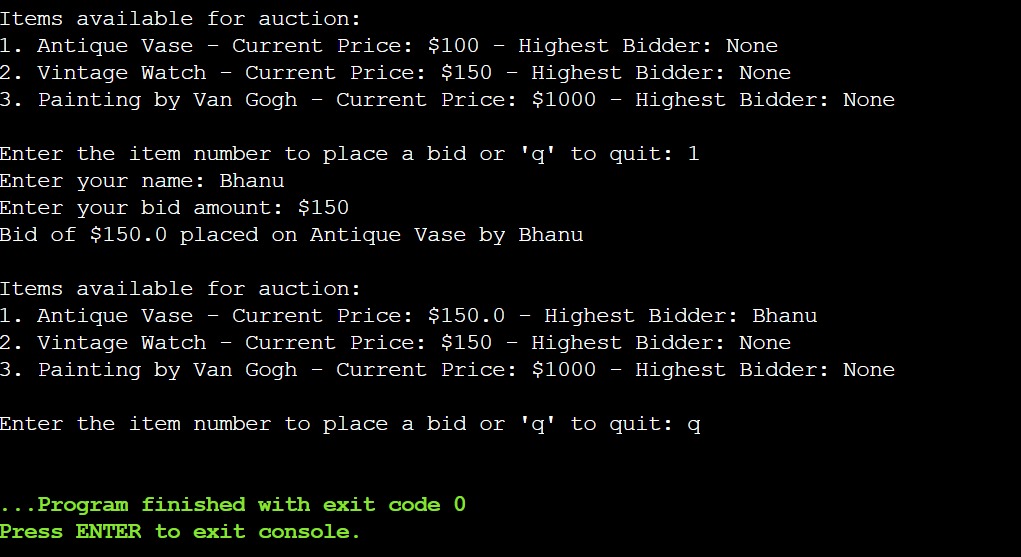 Items available for auction:
1. Antique Vase - Current Price: $100 - Highest Bidder: None
2. Vintage Watch - Current Price: $150 - Highest Bidder: None
3. Painting by Van Gogh - Current Price: $1000 - Highest Bidder: None
Enter the item number to place a bid or 'q' to quit: 1
Enter your name: Bhanu
Enter your bid amount: $150
Bid of $150.0 placed on Antique Vase by Bhanu
Items available for auction:
1. Antique Vase - Current Price: $150.0 - Highest Bidder: Bhanu
2. Vintage Watch - Current Price: $150 - Highest Bidder: None
3. Painting by Van Gogh - Current Price: $1000 - Highest Bidder: None
Enter the item number to place a bid or 'q' to quit: q
...Program finished with exit code 0
Press ENTER to exit console.